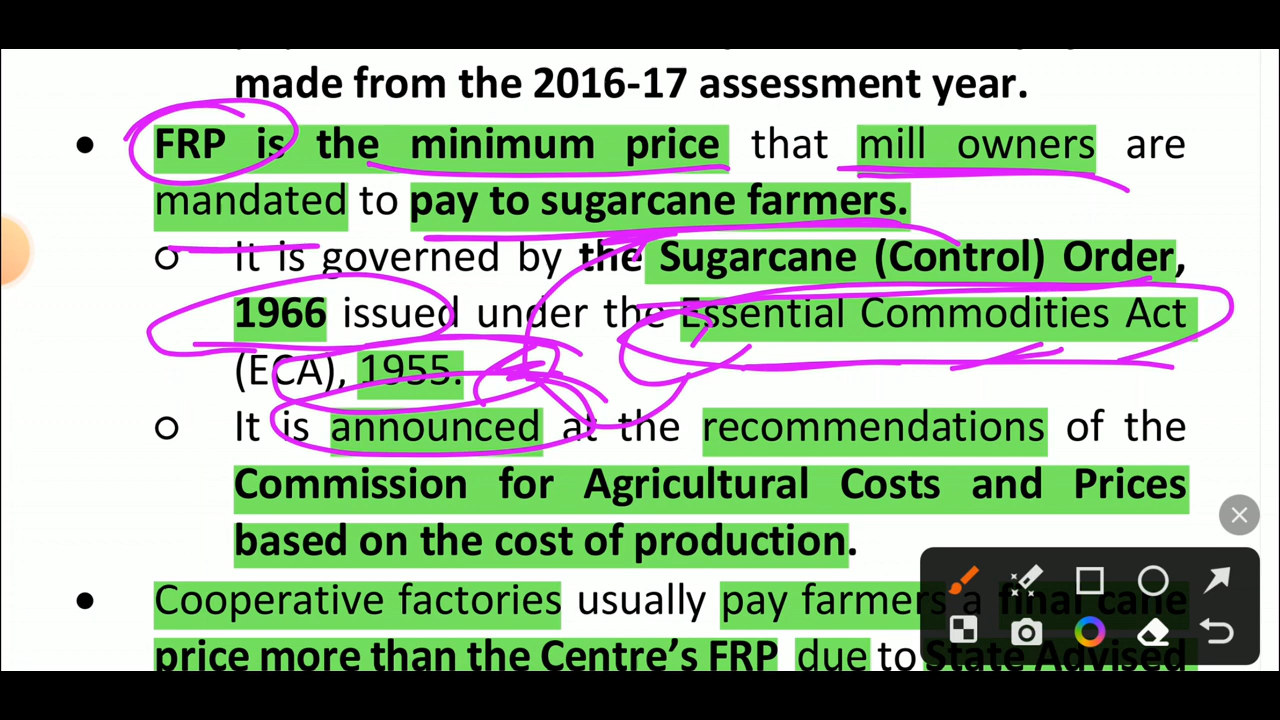 made from the 2016-17 assessment year.
• FRP is the minimum price that mill owners are
mandated to pay to sugarcane farmers.
o It is governed by the Sugarcane (Control) Order,
1966 issued under the Essential Commodities Act
(ECA), 1955.
o It is announced at the recommendations of the
Commission for Agricultural Costs and Prices
based on the cost of production.
• Cooperative factories usually pay farmers a final cane
price more than the Centre's FRP due to State Advised